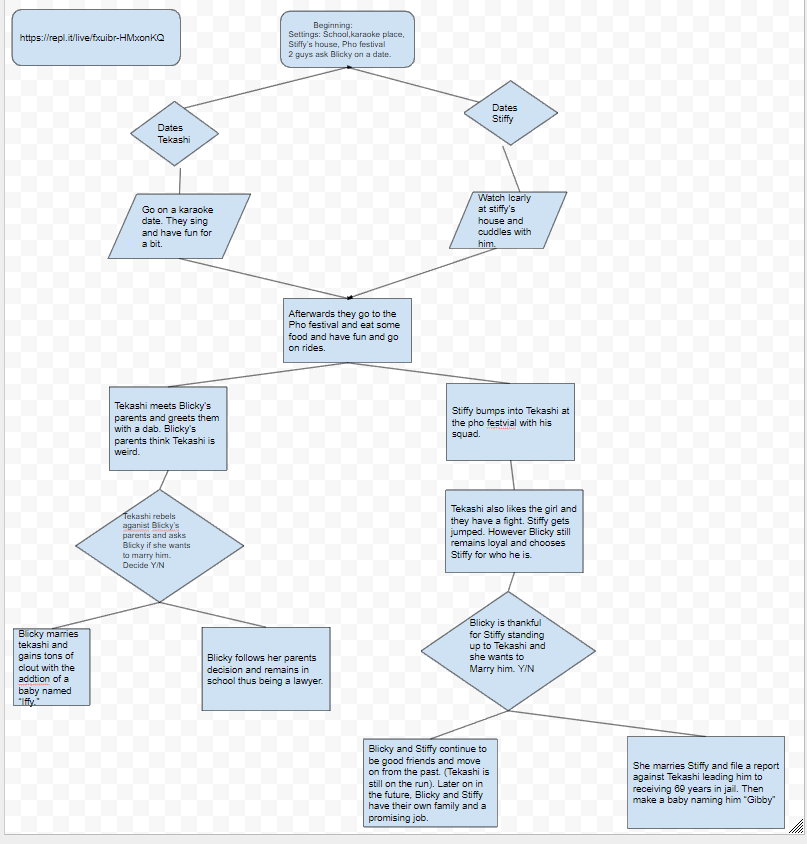 https://repl.it/live/fxuibr-HMxonKQ
Beginning:
Settings: School,karaoke place,
Stiffy's house, Pho festival
2 guys ask Blicky on a date.
Dates
Tekashi
Dates
Stiffy
Go on a karaoke
date. They sing
and have fun for
a bit.
Watch Icarly
at stiffy's
house and
cuddles with
him.
Afterwards they go to the
Pho festival and eat some
food and have fun and go
on rides.
Tekashi meets Blicky's
parents and greets them
with a dab. Blicky's
parents think Tekashi is
weird.
Stiffy bumps into Tekashi at
the pho festvial with his
squad.
Tekashi rebels
aganist Blicky's
parents and asks
Blicky if she wants
to marry him.
Decide Y/N
Tekashi also likes the girl and
they have a fight. Stiffy gets
jumped. However Blicky still
remains loyal and chooses
Stiffy for who he is.
Blicky marries
tekashi and
gains tons of
clout with the
addtion of a
baby named
"Iffy."
Blicky follows her parents
decision and remains in
school thus being a lawyer.
Blicky is thankful
for Stiffy standing
up to Tekashi and
she wants to
Marry him. Y/N
Blicky and Stiffy continue to
be good friends and move
on from the past. (Tekashi is
still on the run). Later on in
the future, Blicky and Stiffy
have their own family and a
promising job.
She marries Stiffy and file a report
against Tekashi leading him to
receiving 69 years in jail. Then
make a baby naming him "Gibby"